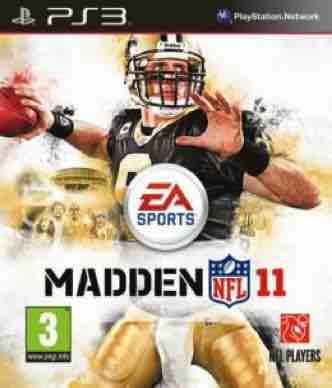 PS3
PlayStation Network
EA
SPORTS
MADDEN NFL 11
3
www.pegi.info
NFL PLAYERS